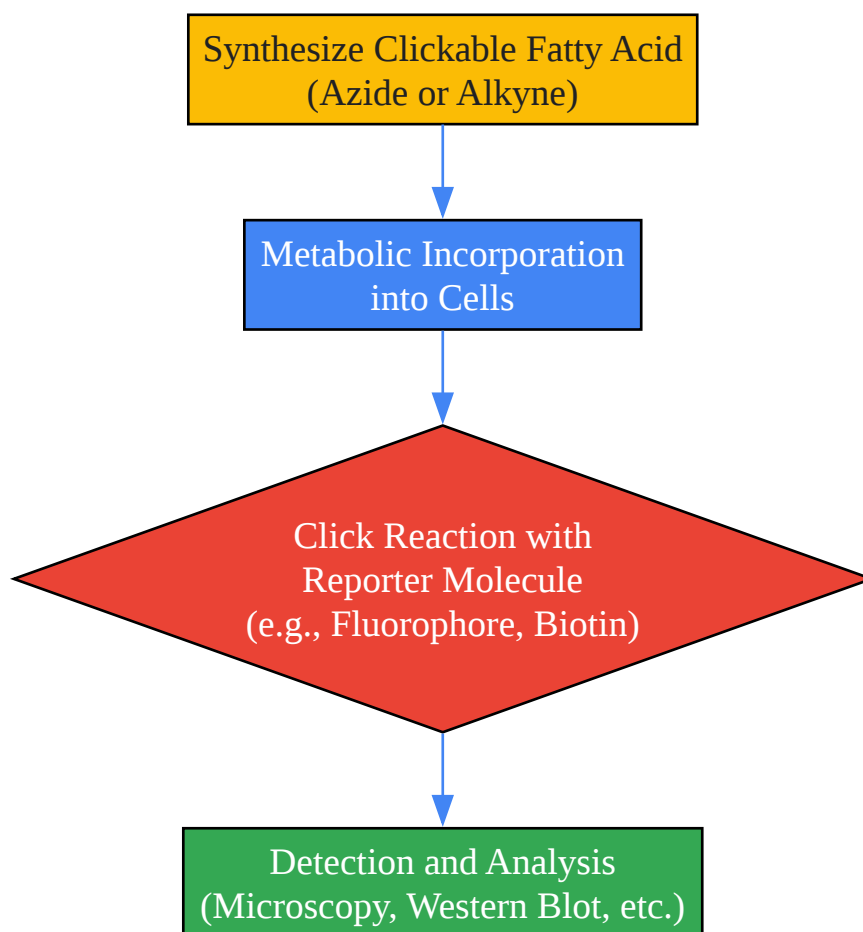 Synthesize Clickable Fatty Acid
(Azide or Alkyne)
Metabolic Incorporation
into Cells
Click Reaction with
Reporter Molecule
(e.g., Fluorophore, Biotin)
Detection and Analysis
(Microscopy, Western Blot, etc.)